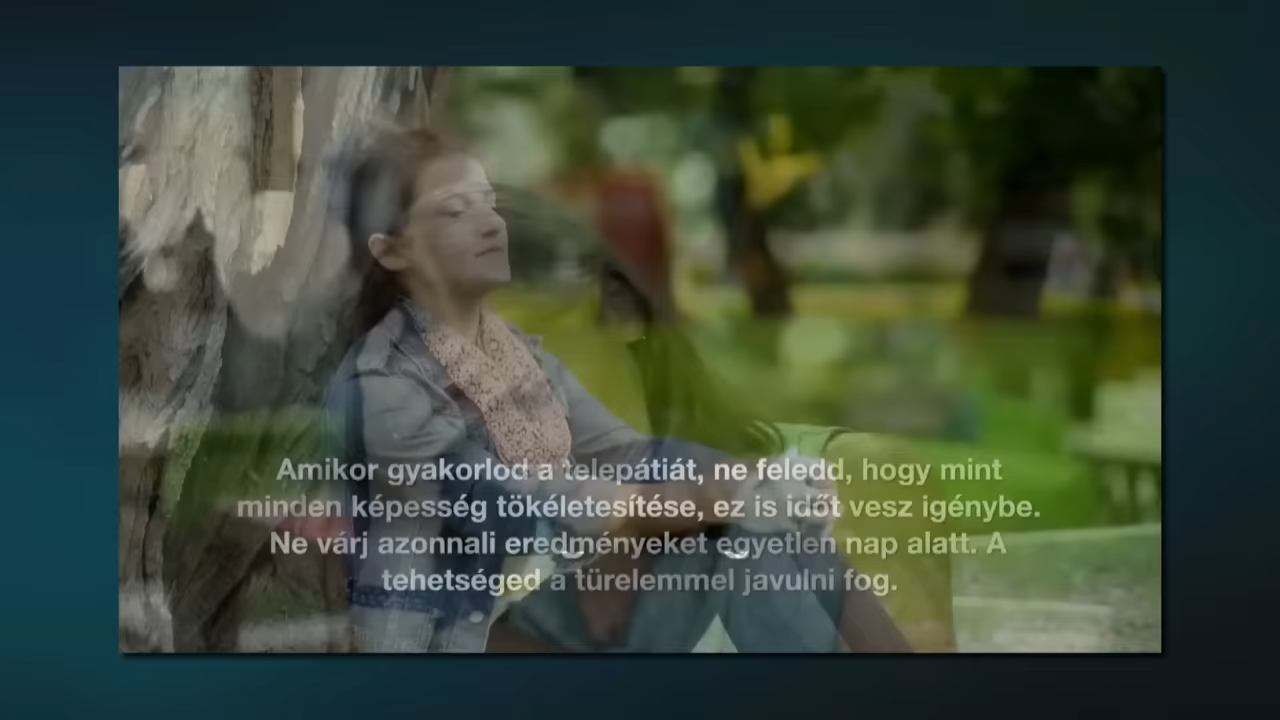 Amikor gyakorlod a telepátiát, ne feledd, hogy mint
minden képesség tökéletesítése, ez is időt vesz igénybe.
Ne várj azonnali eredményeket egyetlen nap alatt. A
tehetséged a türelemmel javulni fog.